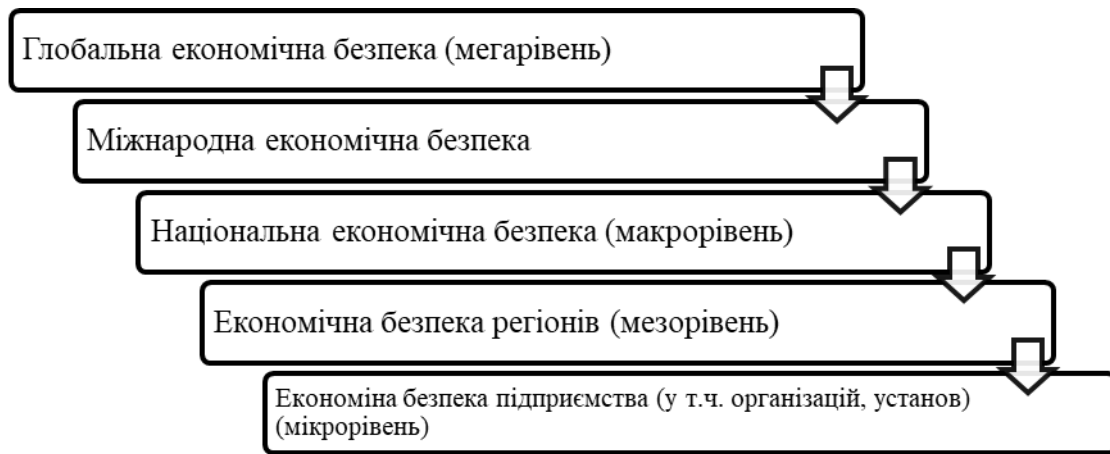 Глобальна економічна безпека (мегарівень)
Міжнародна економічна безпека
Національна економічна безпека (макрорівень)
Економічна безпека регіонів (мезорівень)
Економіна безпека підприємства (у т.ч. організацій, установ)
(мікрорівень)